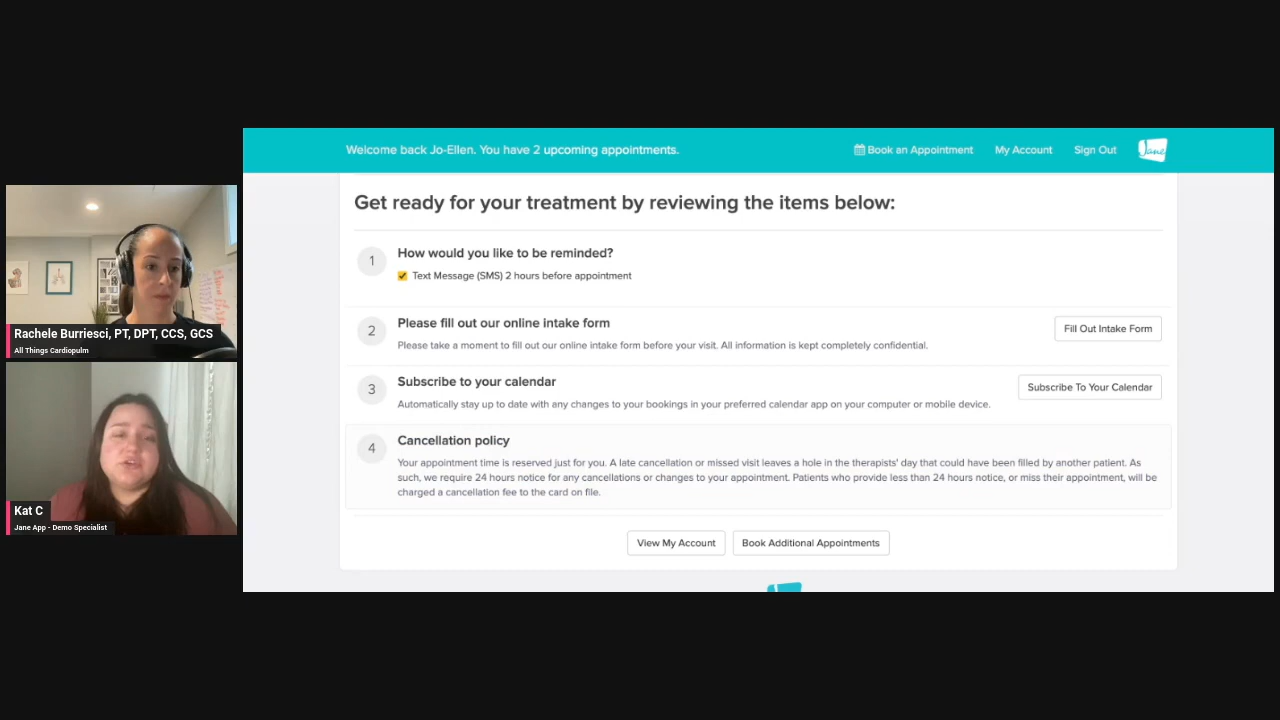 Welcome back Jo-Ellen. You have 2 upcoming appointments.
Book an Appointment
My Account
Sign Out
Jane
Get ready for your treatment by reviewing the items below:
1
How would you like to be reminded?
Text Message (SMS) 2 hours before appointment
2
Please fill out our online intake form
Please take a moment to fill out our online intake form before your visit. All information is kept completely confidential.
Fill Out Intake Form
3
Subscribe to your calendar
Automatically stay up to date with any changes to your bookings in your preferred calendar app on your computer or mobile device.
Subscribe To Your Calendar
4
Cancellation policy
Your appointment time is reserved just for you. A late cancellation or missed visit leaves a hole in the therapists' day that could have been filled by another patient. As
such, we require 24 hours notice for any cancellations or changes to your appointment. Patients who provide less than 24 hours notice, or miss their appointment, will be
charged a cancellation fee to the card on file.
View My Account
Book Additional Appointments
Rachele Burriesci, PT, DPT, CCS, GCS
All Things Cardiopulm
Kat C
Jane App - Demo Specialist